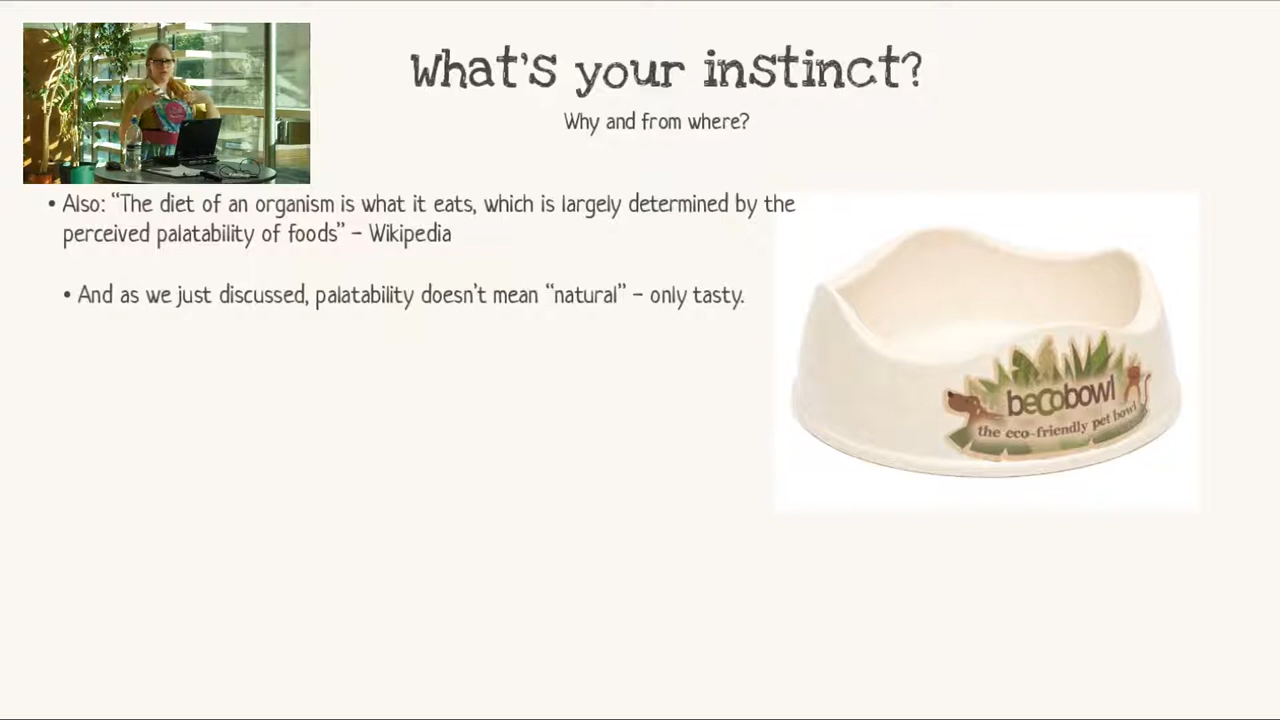 What's your instinct?
Why and from where?
• Also: “The diet of an organism is what it eats, which is largely determined by the
perceived palatability of foods” – Wikipedia
• And as we just discussed, palatability doesn't mean “natural” – only tasty.
becobowl
the eco-friendly pet bowl